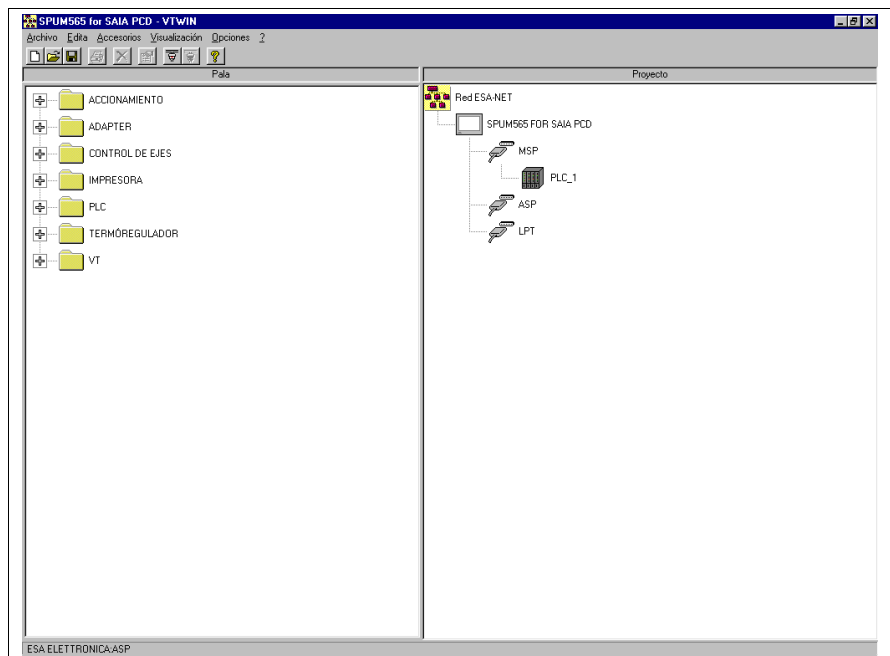 SPUM565 for SAIA PCD - VTWIN
Archivo Edita Accesorios Visualización Opciones ?
Pala
Proyecto
ACCIONAMIENTO
ADAPTER
CONTROL DE EJES
IMPRESORA
PLC
TERMÓREGULADOR
VT
Red ESA-NET
SPUM565 FOR SAIA PCD
MSP
PLC_1
ASP
LPT
ESA ELETTRONICA:ASP